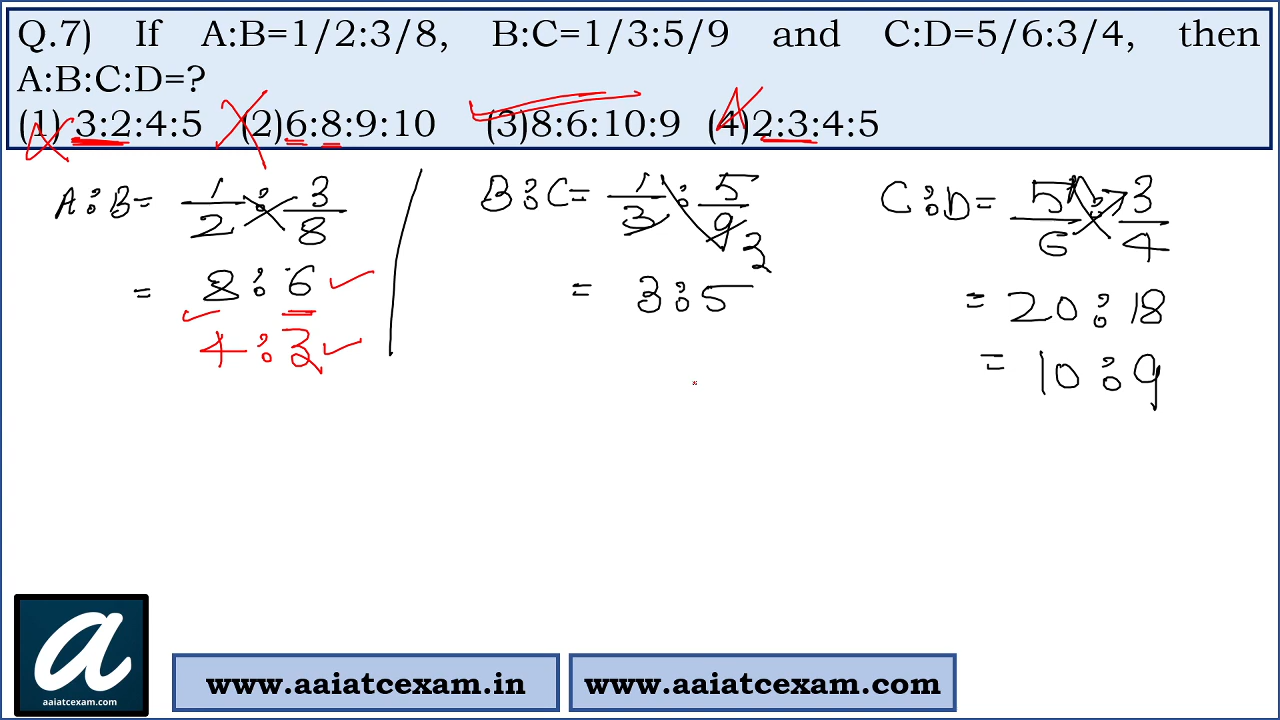 Q.7) If A:B=1/2:3/8, B:C=1/3:5/9 and C:D=5/6:3/4, then
A:B:C:D=?
(1) 3:2:4:5 (2)6:8:9:10 (3)8:6:10:9 (4)2:3:4:5
A:B= 1/2 : 3/8
= 8:6
4:3
B:C= 1/3 : 5/9 3
= 3:5
C:D= 5/6 : 3/4
= 20:18
= 10:9
a
aaiatcexam.com
www.aaiatcexam.in
www.aaiatcexam.com